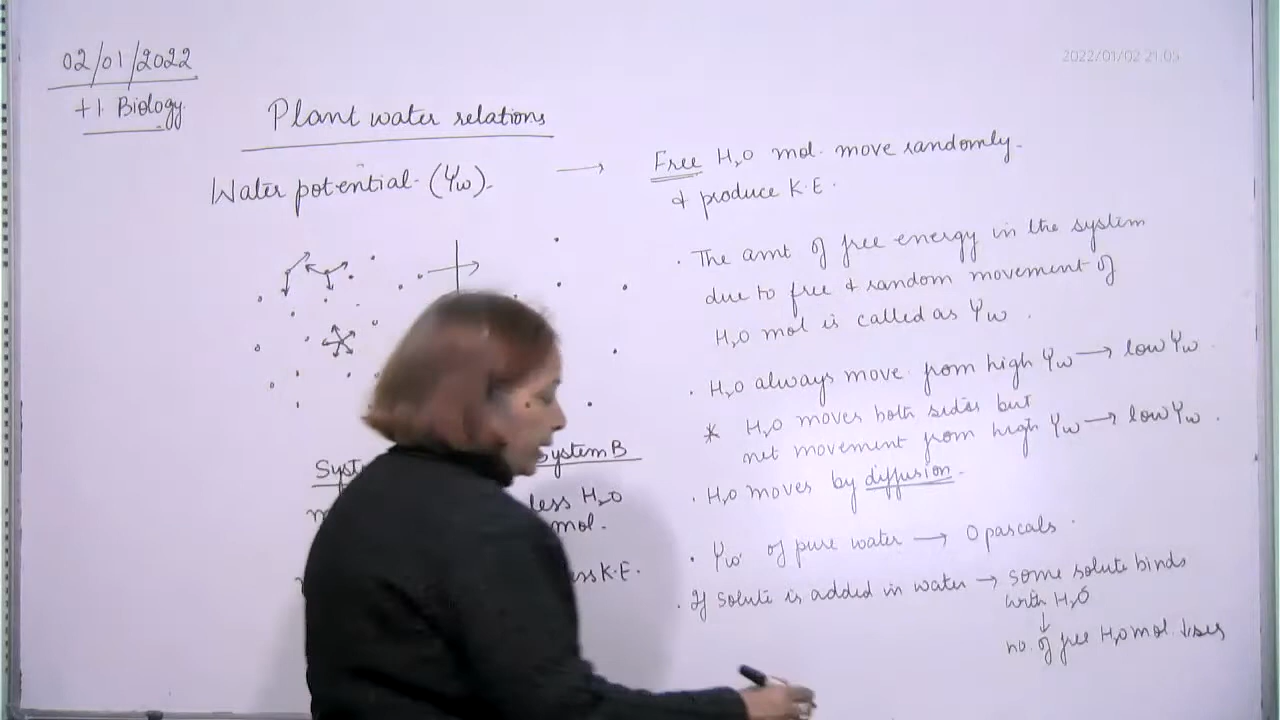 02/01/2022
+1 Biology.
2022/01/02 21:05
Plant water relations
Water potential (Ψw). →
Free H2O mol. move randomly.
& produce K.E.
. The amt of free energy in the system
due to free & random movement of
H2O mol is called as Ψw.
. H2O always move from high Ψw → low Ψw.
* H2O moves both sides but
net movement from high Ψw → low Ψw.
. H2O moves by diffusion.
. Ψw of pure water → 0 pascals.
. If solute is added in water → some solute binds
with H2O
↓
no. of free H2O mol. ↓ses
Syst
System B
less H2O
mol.
ss K.E.